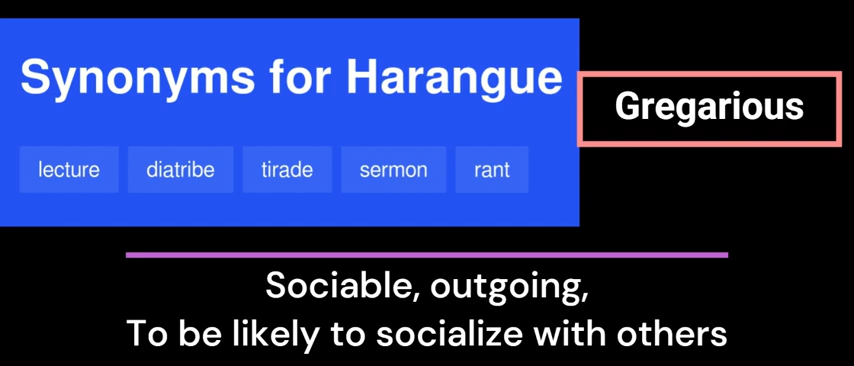 Synonyms for Harangue
Gregarious
lecture diatribe tirade sermon rant
Sociable, outgoing,
To be likely to socialize with others